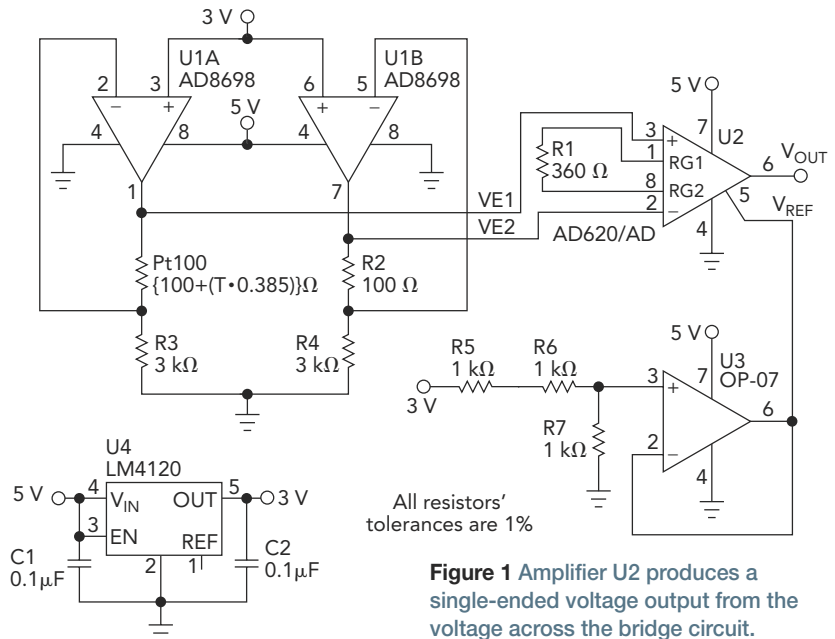 3 V
U1A
AD8698
2
3
−
+
4
8
1
5 V
U1B
AD8698
6
5
+
−
4
8
7
VE1
VE2
Pt100
{100+(T•0.385)}Ω
R2
100 Ω
R3
3 kΩ
R4
3 kΩ
5 V
7
U2
3
+
R1
360 Ω
1
RG1
8
RG2
2
−
6
VOUT
5
VREF
4
AD620/AD
R5
1 kΩ
R6
1 kΩ
3 V
R7
1 kΩ
5 V
7
U3
OP-07
3
+
2
−
6
4
U4
LM4120
5 V
4
VIN
OUT
5
3 V
3
EN
REF
2
1
C1
0.1µF
C2
0.1µF
All resistors'
tolerances are 1%
Figure 1 Amplifier U2 produces a
single-ended voltage output from the
voltage across the bridge circuit.